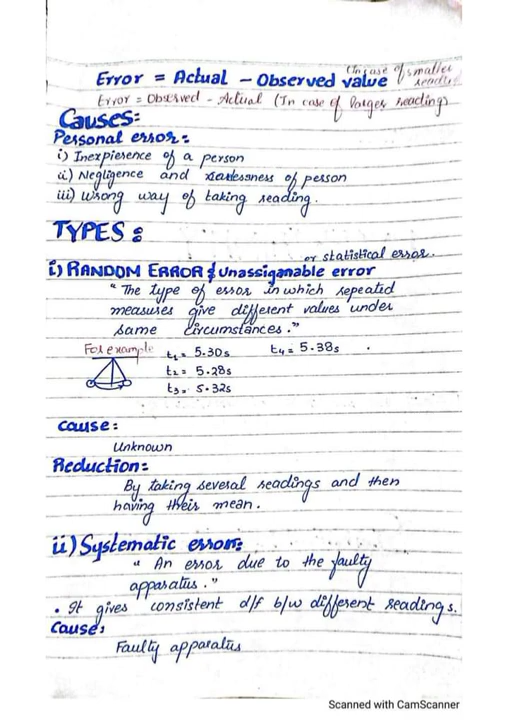 Error = Actual - Observed value (In case of smaller reading
Error = Observed - Actual (In case of larger reading)
Causes:
Personal error:
i) Inexpierence of a person
ii) Negligence and carelessness of person
iii) wrong way of taking reading.
TYPES:
or statistical error.
i) RANDOM ERROR & Unassiganable error
" The type of error in which repeated
measures give different values under
same circumstances."
For example t₁ = 5.30s t₄ = 5.38s
t₂ = 5.28s
t₃ = 5.32s
cause:
Unknown
Reduction:
By taking several readings and then
having their mean.
ii) Systematic error:
" An error due to the faulty
apparatus."
• It gives consistent d/f b/w different readings.
Cause:
Faulty apparatus
Scanned with CamScanner